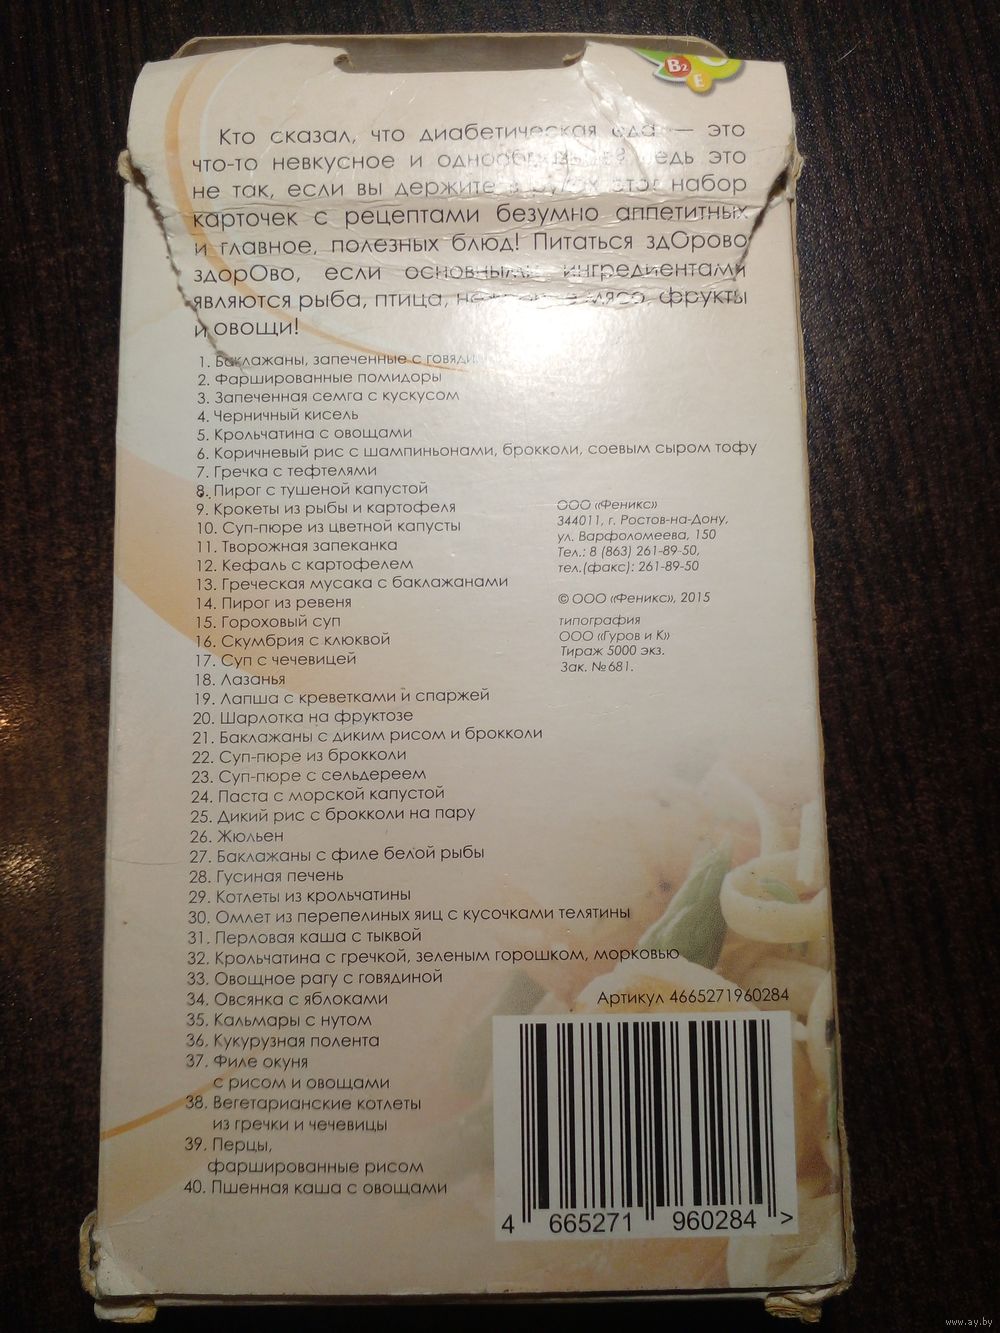 B2
E
Кто сказал, что диабетическая еда — это
что-то невкусное и однообразное? Ведь это
не так, если вы держите в руках этот набор
карточек с рецептами безумно аппетитных
и главное, полезных блюд! Питаться здОрово
здорОво, если основными ингредиентами
являются рыба, птица, нежирное мясо, фрукты
и овощи!
1. Баклажаны, запеченные с
2. Фаршированные помидоры
3. Запеченная семга с кускусом
4. Черничный кисель
5. Крольчатина с овощами
6. Коричневый рис с шампиньонами, брокколи, соевым сыром тофу
7. Гречка с тефтелями
8. Пирог с тушеной капустой
9. Крокеты из рыбы и картофеля
10. Суп-пюре из цветной капусты
11. Творожная запеканка
12. Кефаль с картофелем
13. Греческая мусака с баклажанами
14. Пирог из ревеня
15. Гороховый суп
16. Скумбрия с клюквой
17. Суп с чечевицей
18. Лазанья
19. Лапша с креветками и спаржей
20. Шарлотка на фруктозе
21. Баклажаны с диким рисом и брокколи
22. Суп-пюре из брокколи
23. Суп-пюре с сельдереем
24. Паста с морской капустой
25. Дикий рис с брокколи на пару
26. Жюльен
27. Баклажаны с филе белой рыбы
28. Гусиная печень
29. Котлеты из крольчатины
30. Омлет из перепелиных яиц с кусочками телятины
31. Перловая каша с тыквой
32. Крольчатина с гречкой, зеленым горошком, морковью
33. Овощное рагу с говядиной
34. Овсянка с яблоками
35. Кальмары с нутом
36. Кукурузная полента
37. Филе окуня
с рисом и овощами
38. Вегетарианские котлеты
из гречки и чечевицы
39. Перцы,
фаршированные рисом
40. Пшенная каша с овощами
ООО «Феникс»
344011, г. Ростов-на-Дону,
ул. Варфоломеева, 150
Тел.: 8 (863) 261-89-50,
тел.(факс): 261-89-50
© ООО «Феникс», 2015
типография
ООО «Гуров и К»
Тираж 5000 экз.
Зак. №681.
Артикул 4665271960284
4 665271 960284 >
www.ay.by